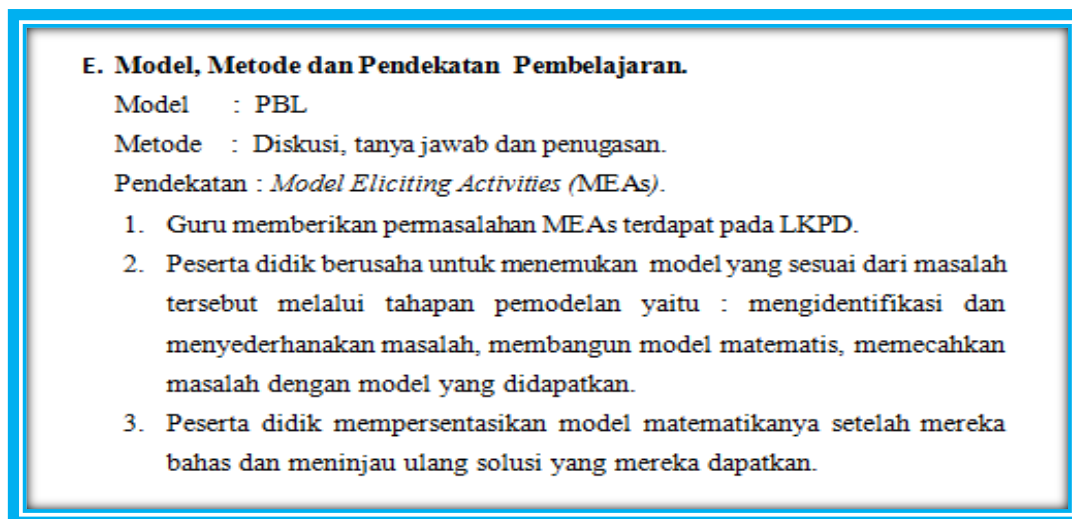 E. Model, Metode dan Pendekatan Pembelajaran.
Model : PBL
Metode : Diskusi, tanya jawab dan penugasan.
Pendekatan : Model Eliciting Activities (MEAs).
1. Guru memberikan permasalahan MEAs terdapat pada LKPD.
2. Peserta didik berusaha untuk menemukan model yang sesuai dari masalah
tersebut melalui tahapan pemodelan yaitu : mengidentifikasi dan
menyederhanakan masalah, membangun model matematis, memecahkan
masalah dengan model yang didapatkan.
3. Peserta didik mempersentasikan model matematikanya setelah mereka
bahas dan meninjau ulang solusi yang mereka dapatkan.